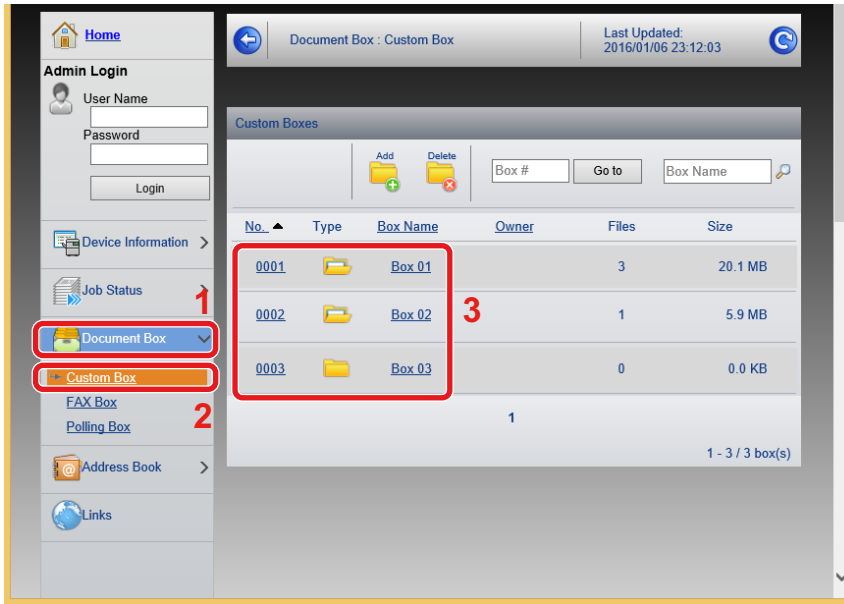 Home
Admin Login
User Name
Password
Login
Device Information
Job Status
1
Document Box
Custom Box
2
FAX Box
Polling Box
Address Book
Links
Document Box : Custom Box
Last Updated:
2016/01/06 23:12:03
Custom Boxes
Add Delete
Box # Go to Box Name
No. Type Box Name Owner Files Size
0001 Box 01 3 20.1 MB
3
0002 Box 02 1 5.9 MB
0003 Box 03 0 0.0 KB
1
1 - 3 / 3 box(s)